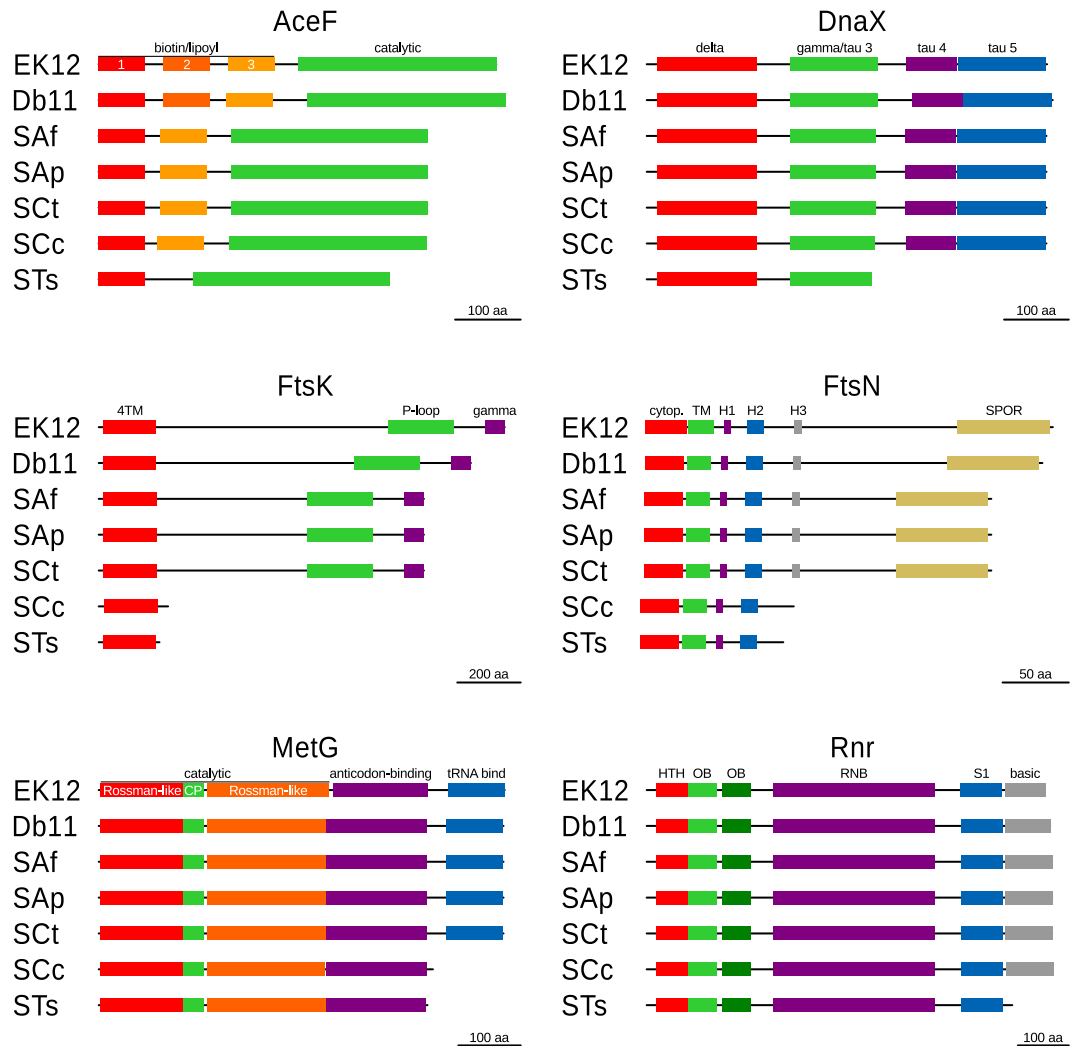 AceF
biotin/lipoyl catalytic
EK12 1 2 3
Db11
SAf
SAp
SCt
SCc
STs
100 aa
DnaX
delta gamma/tau 3 tau 4 tau 5
EK12
Db11
SAf
SAp
SCt
SCc
STs
100 aa
FtsK
4TM P-loop gamma
EK12
Db11
SAf
SAp
SCt
SCc
STs
200 aa
FtsN
cytop. TM H1 H2 H3 SPOR
EK12
Db11
SAf
SAp
SCt
SCc
STs
50 aa
MetG
catalytic anticodon-binding tRNA bind
EK12 Rossman-like CP Rossman-like
Db11
SAf
SAp
SCt
SCc
STs
100 aa
Rnr
HTH OB OB RNB S1 basic
EK12
Db11
SAf
SAp
SCt
SCc
STs
100 aa